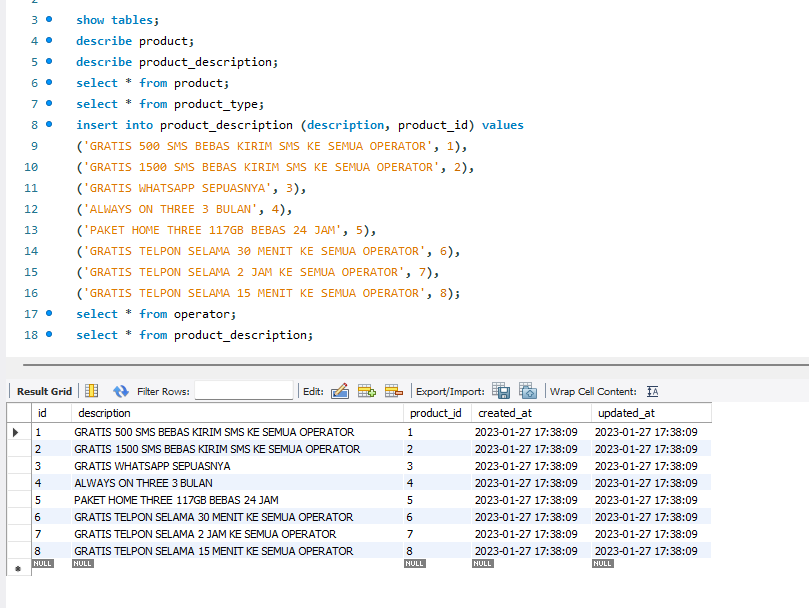 3 show tables;
4 describe product;
5 describe product_description;
6 select * from product;
7 select * from product_type;
8 insert into product_description (description, product_id) values
9 ('GRATIS 500 SMS BEBAS KIRIM SMS KE SEMUA OPERATOR', 1),
10 ('GRATIS 1500 SMS BEBAS KIRIM SMS KE SEMUA OPERATOR', 2),
11 ('GRATIS WHATSAPP SEPUASNYA', 3),
12 ('ALWAYS ON THREE 3 BULAN', 4),
13 ('PAKET HOME THREE 117GB BEBAS 24 JAM', 5),
14 ('GRATIS TELPON SELAMA 30 MENIT KE SEMUA OPERATOR', 6),
15 ('GRATIS TELPON SELAMA 2 JAM KE SEMUA OPERATOR', 7),
16 ('GRATIS TELPON SELAMA 15 MENIT KE SEMUA OPERATOR', 8);
17 select * from operator;
18 select * from product_description;
Result Grid Filter Rows: Edit: Export/Import: Wrap Cell Content: IA
id description product_id created_at updated_at
1 GRATIS 500 SMS BEBAS KIRIM SMS KE SEMUA OPERATOR 1 2023-01-27 17:38:09 2023-01-27 17:38:09
2 GRATIS 1500 SMS BEBAS KIRIM SMS KE SEMUA OPERATOR 2 2023-01-27 17:38:09 2023-01-27 17:38:09
3 GRATIS WHATSAPP SEPUASNYA 3 2023-01-27 17:38:09 2023-01-27 17:38:09
4 ALWAYS ON THREE 3 BULAN 4 2023-01-27 17:38:09 2023-01-27 17:38:09
5 PAKET HOME THREE 117GB BEBAS 24 JAM 5 2023-01-27 17:38:09 2023-01-27 17:38:09
6 GRATIS TELPON SELAMA 30 MENIT KE SEMUA OPERATOR 6 2023-01-27 17:38:09 2023-01-27 17:38:09
7 GRATIS TELPON SELAMA 2 JAM KE SEMUA OPERATOR 7 2023-01-27 17:38:09 2023-01-27 17:38:09
8 GRATIS TELPON SELAMA 15 MENIT KE SEMUA OPERATOR 8 2023-01-27 17:38:09 2023-01-27 17:38:09
NULL NULL NULL NULL NULL